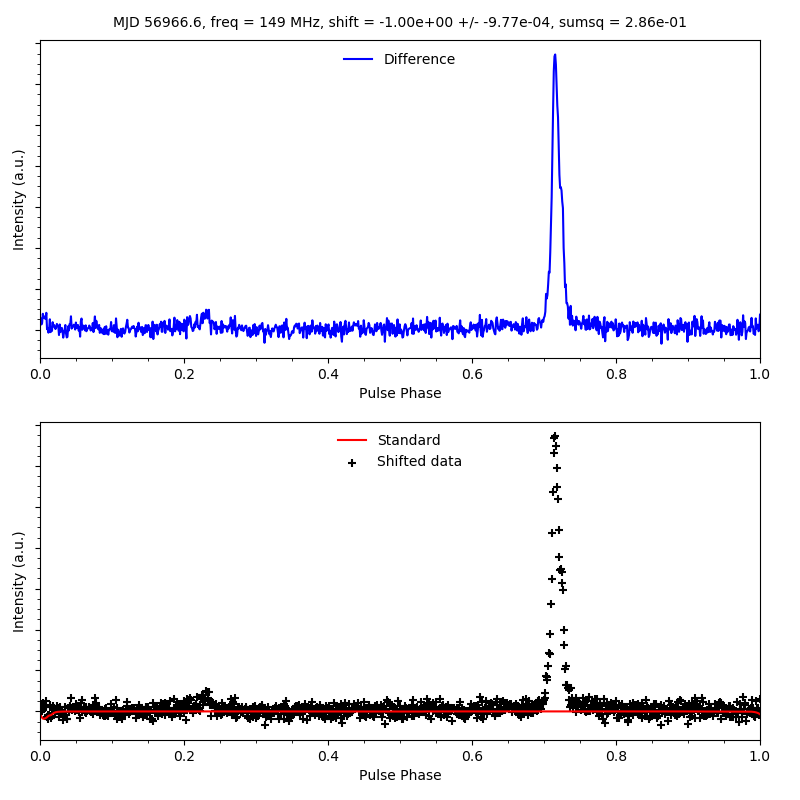 MJD 56966.6, freq = 149 MHz, shift = -1.00e+00 +/- -9.77e-04, sumsq = 2.86e-01
Difference
Intensity (a.u.)
0.0 0.2 0.4 0.6 0.8 1.0
Pulse Phase
Standard
Shifted data
Intensity (a.u.)
0.0 0.2 0.4 0.6 0.8 1.0
Pulse Phase